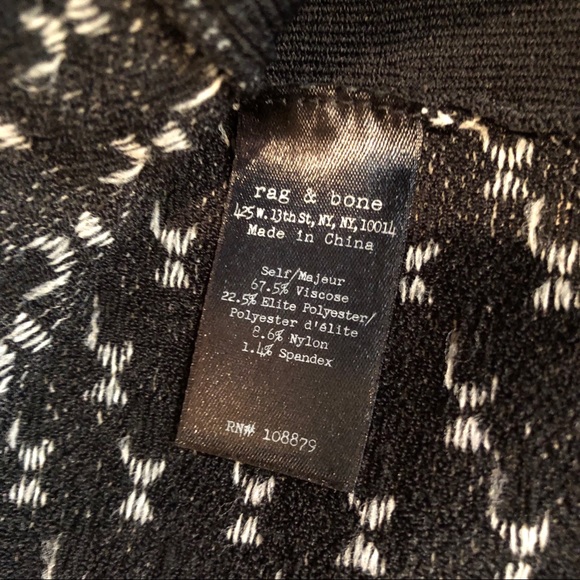 rag & bone
425 W. 13th St, NY, NY, 10014
Made in China
Self/Majeur
67.5% Viscose
22.5% Elite Polyester/
Polyester d'élite
8.6% Nylon
1.4% Spandex
RN# 108879